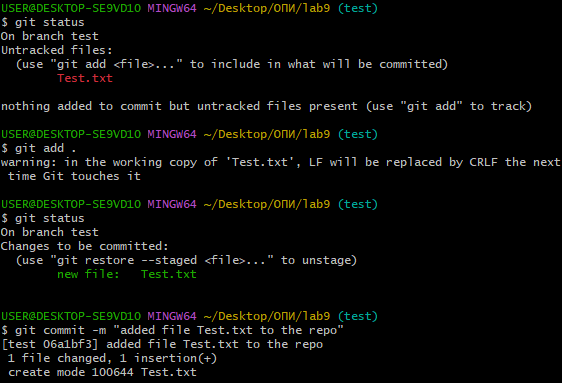 USER@DESKTOP-SE9VD1O MINGW64 ~/Desktop/ОПИ/lab9 (test)
$ git status
On branch test
Untracked files:
  (use "git add <file>..." to include in what will be committed)
        Test.txt

nothing added to commit but untracked files present (use "git add" to track)

USER@DESKTOP-SE9VD1O MINGW64 ~/Desktop/ОПИ/lab9 (test)
$ git add .
warning: in the working copy of 'Test.txt', LF will be replaced by CRLF the next
 time Git touches it

USER@DESKTOP-SE9VD1O MINGW64 ~/Desktop/ОПИ/lab9 (test)
$ git status
On branch test
Changes to be committed:
  (use "git restore --staged <file>..." to unstage)
        new file:   Test.txt


USER@DESKTOP-SE9VD1O MINGW64 ~/Desktop/ОПИ/lab9 (test)
$ git commit -m "added file Test.txt to the repo"
[test 06a1bf3] added file Test.txt to the repo
 1 file changed, 1 insertion(+)
 create mode 100644 Test.txt